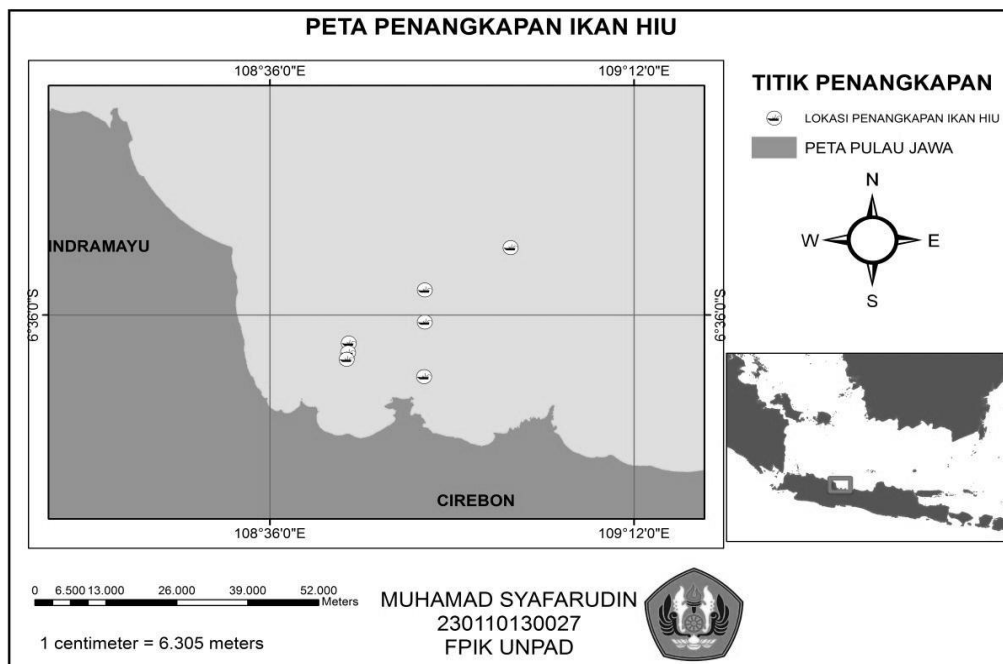 PETA PENANGKAPAN IKAN HIU
108°36'0"E
109°12'0"E
INDRAMAYU
6°36'0"S
6°36'0"S
CIREBON
108°36'0"E
109°12'0"E
TITIK PENANGKAPAN
LOKASI PENANGKAPAN IKAN HIU
PETA PULAU JAWA
N
W
E
S
0 6.500 13.000 26.000 39.000 52.000
Meters
1 centimeter = 6.305 meters
MUHAMAD SYAFARUDIN
230110130027
FPIK UNPAD